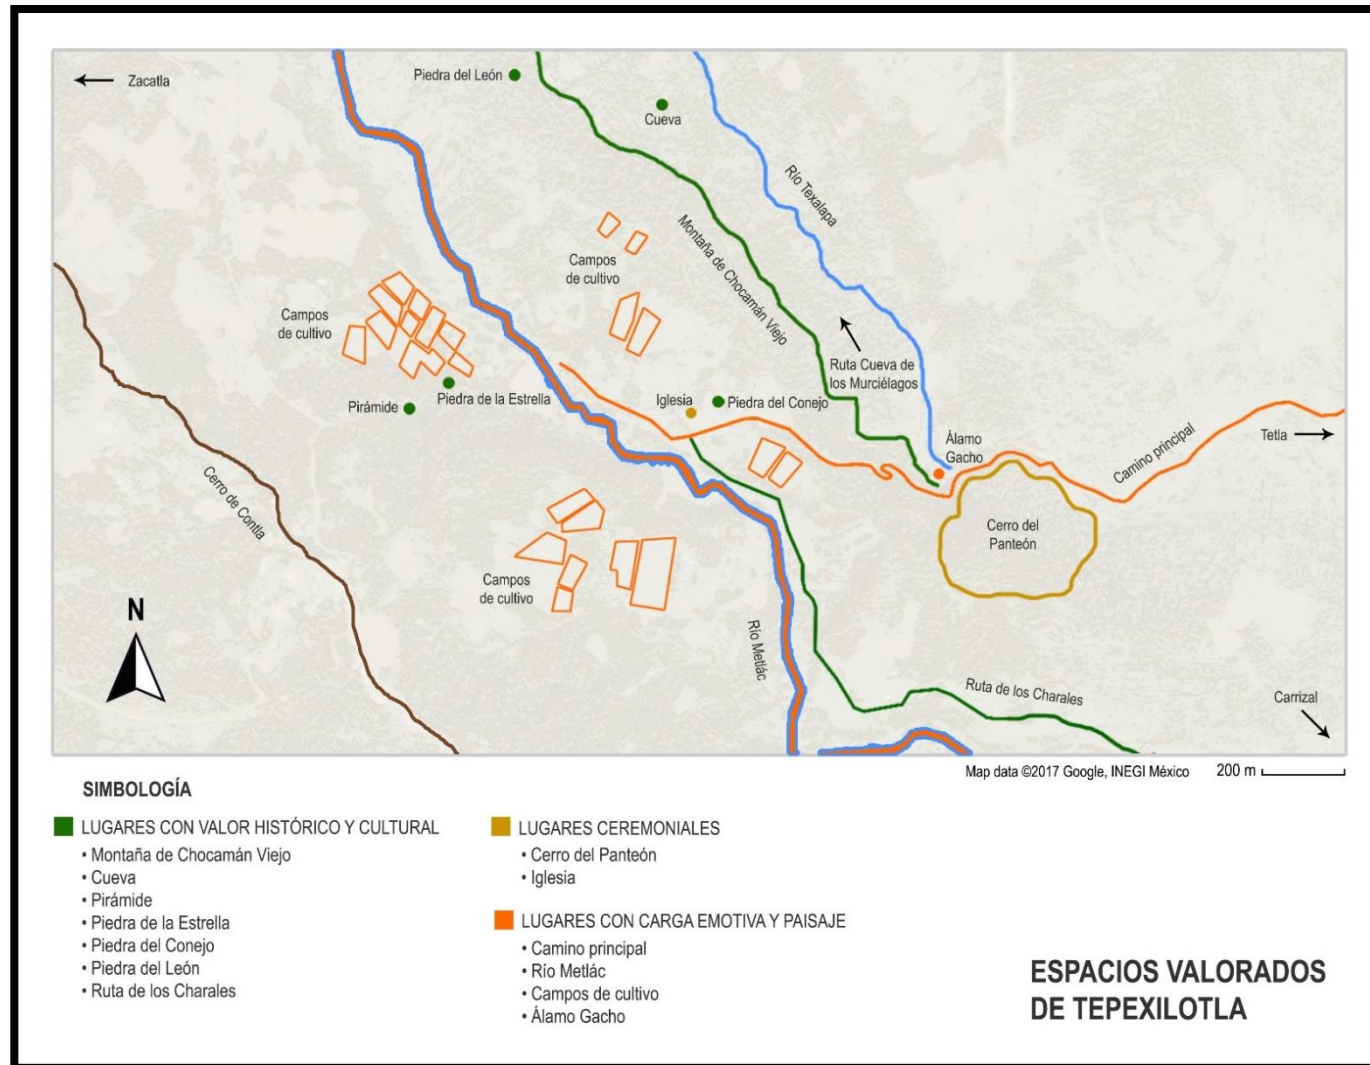 Zacatla
Piedra del León
Cueva
Río Texalapa
Montaña de Chocamán Viejo
Campos
de cultivo
Campos
de cultivo
Ruta Cueva de
los Murciélagos
Piedra de la Estrella
Pirámide
Iglesia
Piedra del Conejo
Álamo
Gacho
Camino principal
Tetla
Cerro de Contla
Cerro del
Panteón
Campos
de cultivo
N
Río Metlác
Ruta de los Charales
Carrizal
Map data ©2017 Google, INEGI México
200 m
SIMBOLOGÍA
LUGARES CON VALOR HISTÓRICO Y CULTURAL
• Montaña de Chocamán Viejo
• Cueva
• Pirámide
• Piedra de la Estrella
• Piedra del Conejo
• Piedra del León
• Ruta de los Charales
LUGARES CEREMONIALES
• Cerro del Panteón
• Iglesia
LUGARES CON CARGA EMOTIVA Y PAISAJE
• Camino principal
• Río Metlác
• Campos de cultivo
• Álamo Gacho
ESPACIOS VALORADOS
DE TEPEXILOTLA